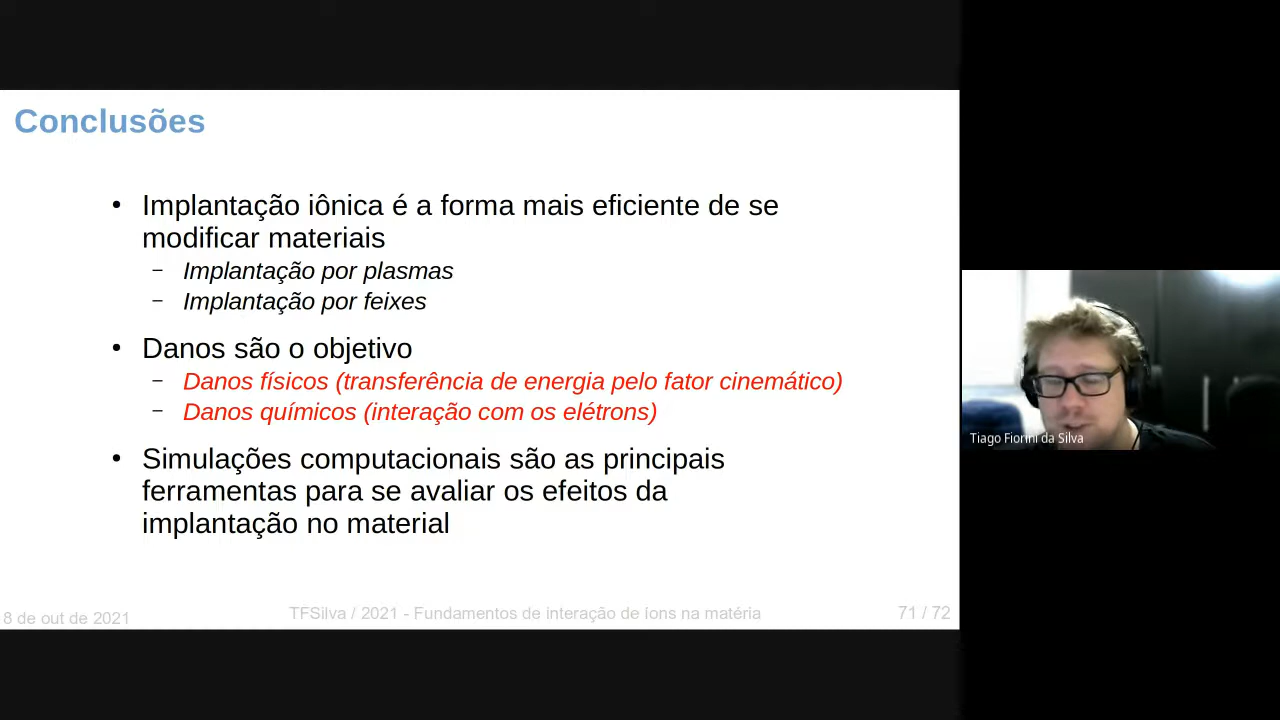 Conclusões
• Implantação iônica é a forma mais eficiente de se
modificar materiais
– Implantação por plasmas
– Implantação por feixes
• Danos são o objetivo
– Danos físicos (transferência de energia pelo fator cinemático)
– Danos químicos (interação com os elétrons)
• Simulações computacionais são as principais
ferramentas para se avaliar os efeitos da
implantação no material
8 de out de 2021
TFSilva / 2021 - Fundamentos de interação de íons na matéria
71 / 72
Tiago Fiorini da Silva